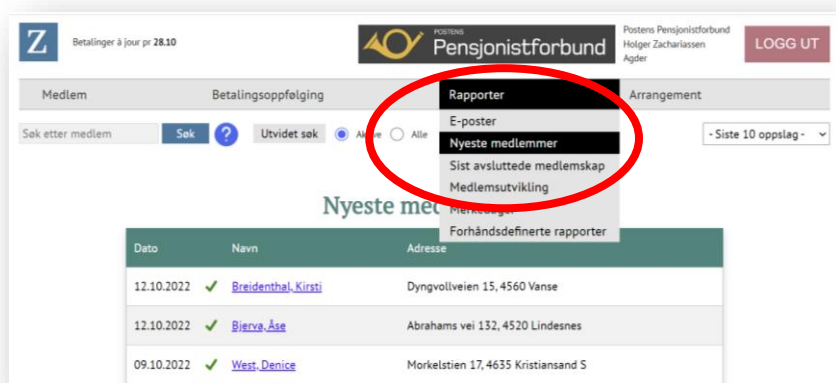 Z
Betalinger à jour pr 28.10
POSTENS
Pensjonistforbund
Postens Pensjonistforbund
Holger Zachariassen
Agder
LOGG UT
Medlem
Betalingsoppfølging
Rapporter
Arrangement
Søk etter medlem
Søk
?
Utvidet søk
Alle
- Siste 10 oppslag -
E-poster
Nyeste medlemmer
Sist avsluttede medlemskap
Medlemsutvikling
Merkedager
Forhåndsdefinerte rapporter
Nyeste med
Dato Navn Adresse
12.10.2022 Breidenthal, Kirsti Dyngvollveien 15, 4560 Vanse
12.10.2022 Bjerva, Åse Abrahams vei 132, 4520 Lindesnes
09.10.2022 West, Denice Morkelstien 17, 4635 Kristiansand S